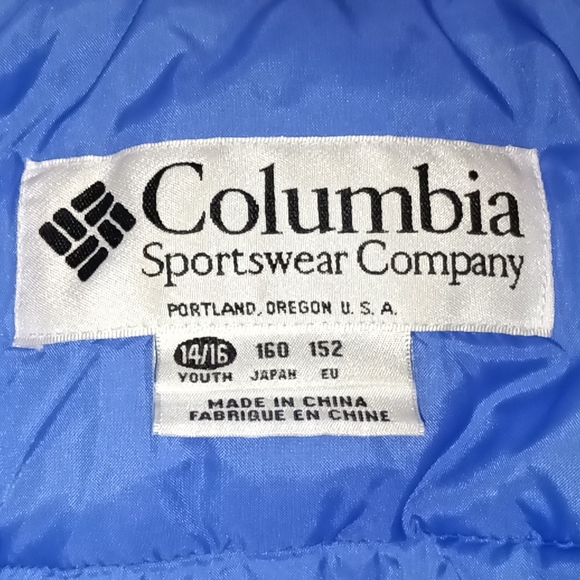 Columbia
Sportswear Company
PORTLAND, OREGON U. S. A.
14/16 160 152
YOUTH JAPAN EU
MADE IN CHINA
FABRIQUE EN CHINE